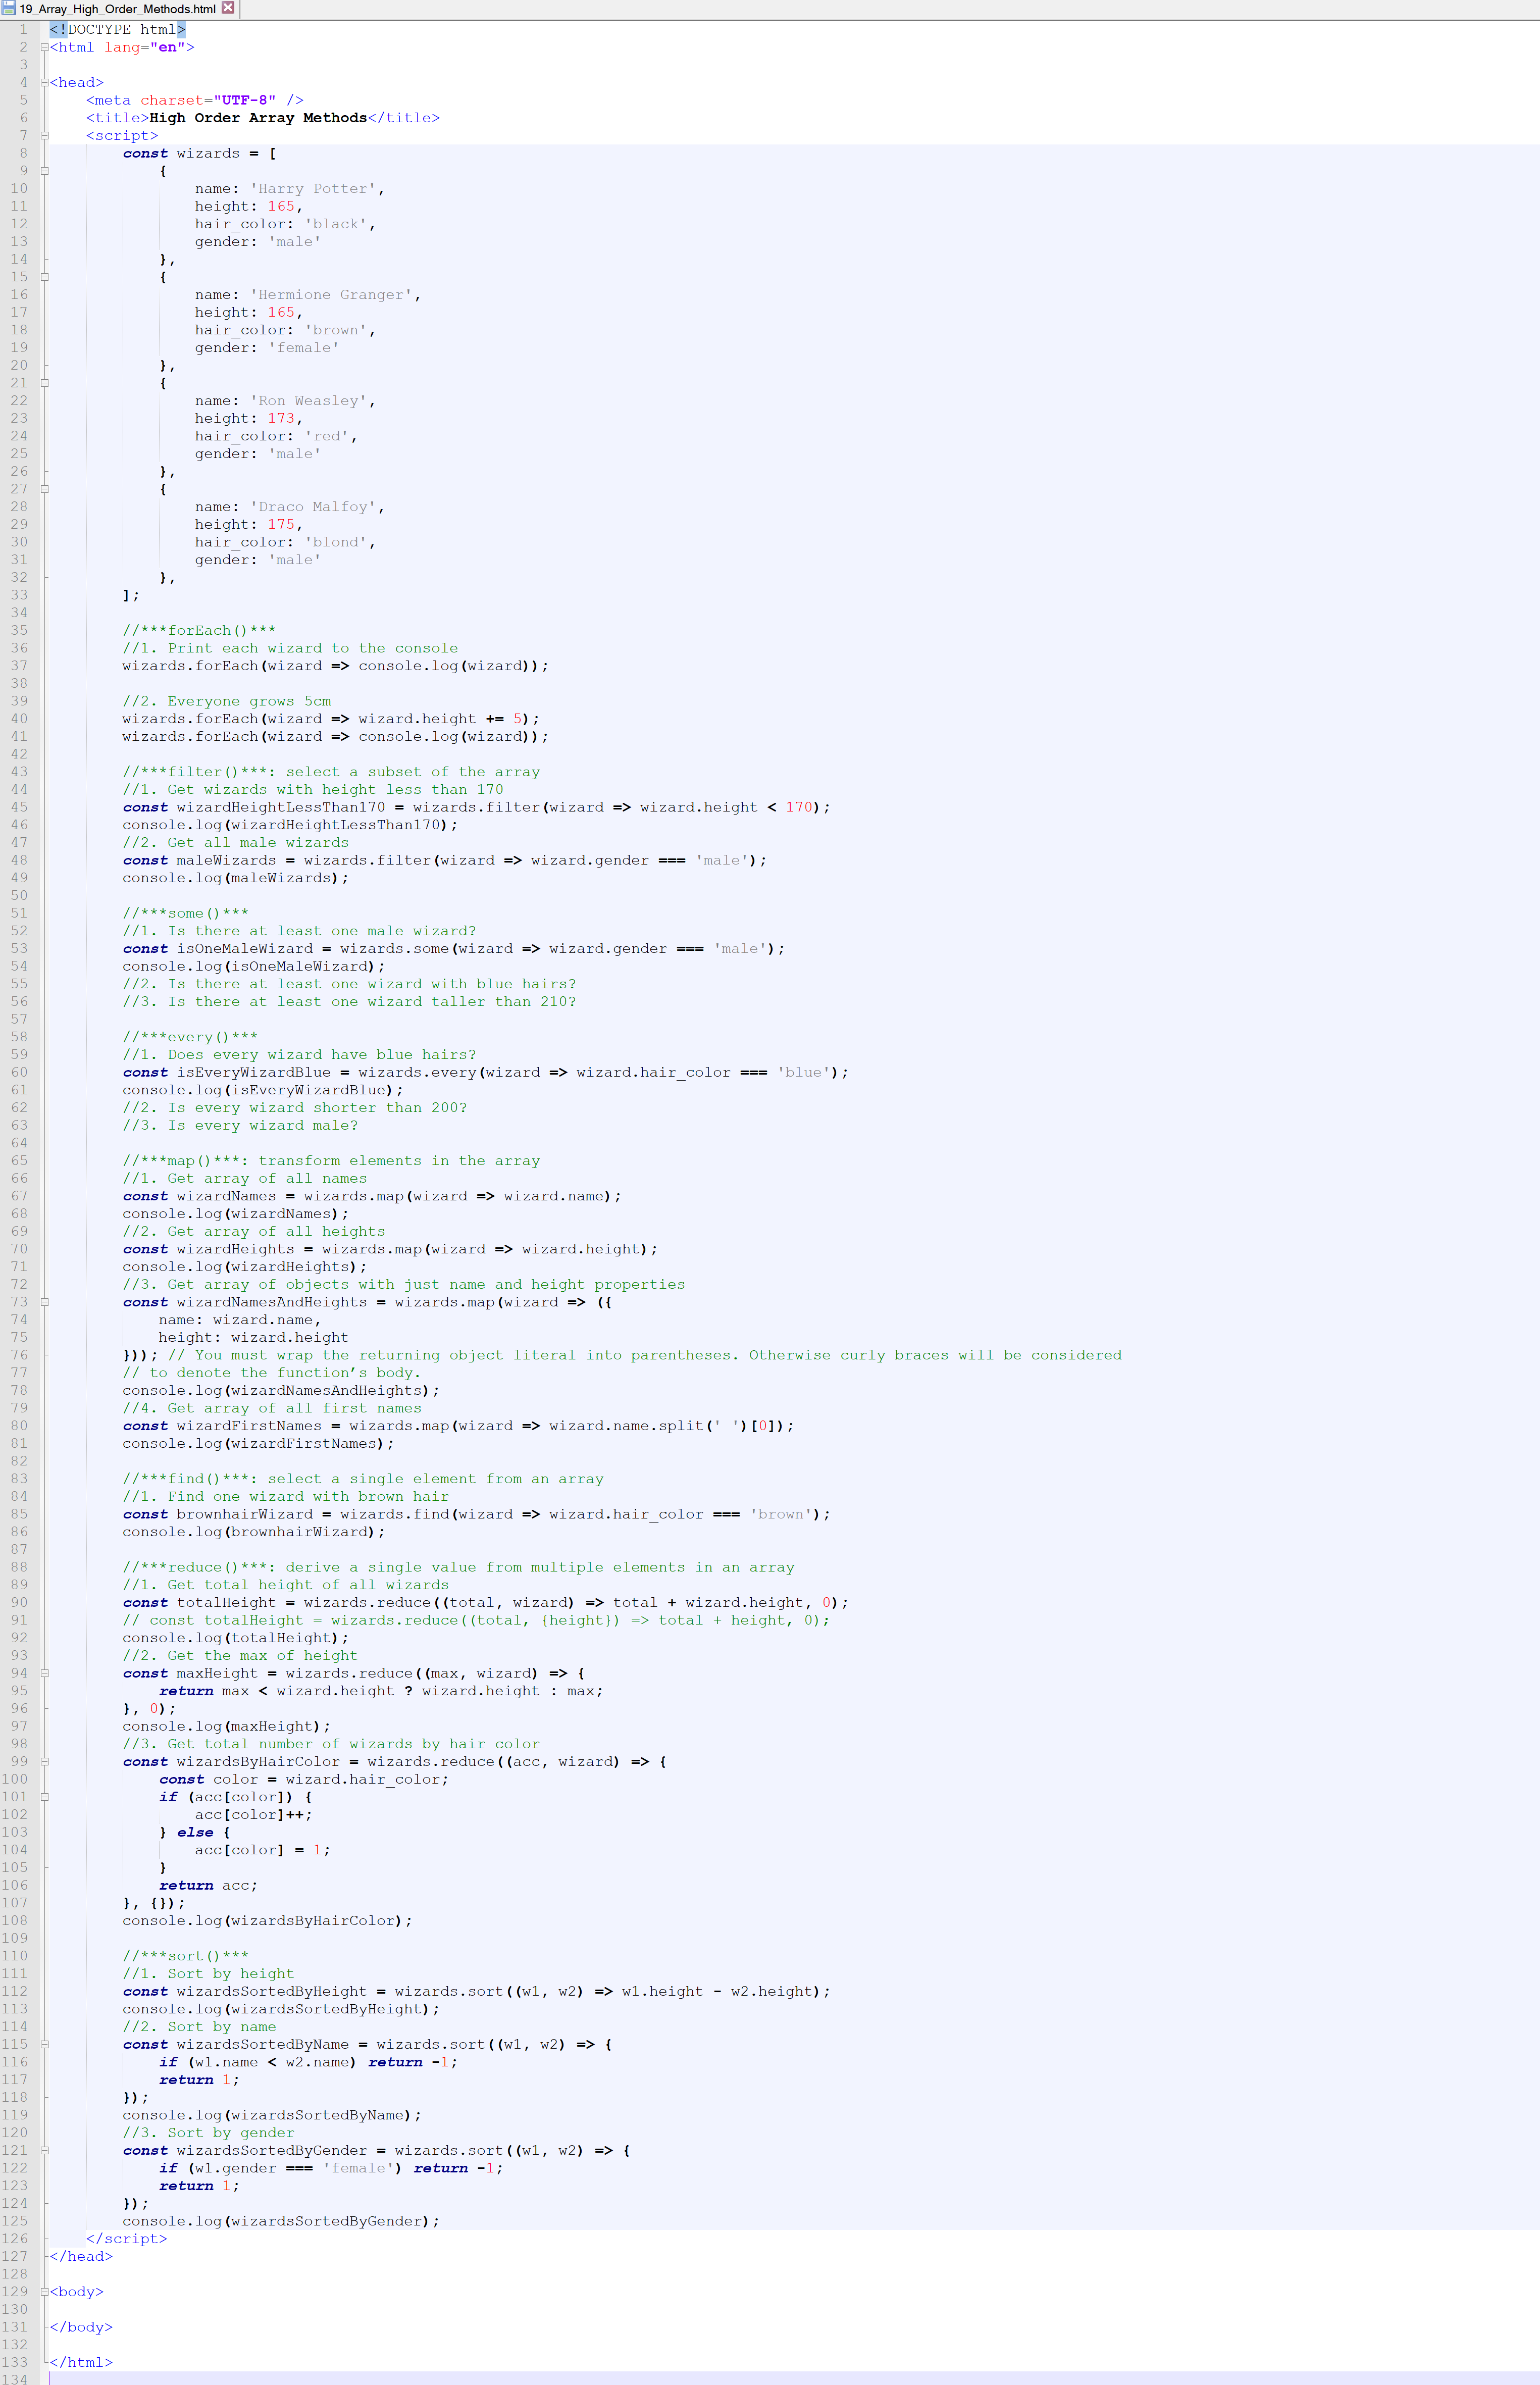 19_Array_High_Order_Methods.html
1 <!DOCTYPE html>
2 <html lang="en">
3
4 <head>
5     <meta charset="UTF-8" />
6     <title>High Order Array Methods</title>
7     <script>
8         const wizards = [
9             {
10                 name: 'Harry Potter',
11                 height: 165,
12                 hair_color: 'black',
13                 gender: 'male'
14             },
15             {
16                 name: 'Hermione Granger',
17                 height: 165,
18                 hair_color: 'brown',
19                 gender: 'female'
20             },
21             {
22                 name: 'Ron Weasley',
23                 height: 173,
24                 hair_color: 'red',
25                 gender: 'male'
26             },
27             {
28                 name: 'Draco Malfoy',
29                 height: 175,
30                 hair_color: 'blond',
31                 gender: 'male'
32             },
33         ];
34
35         //***forEach()***
36         //1. Print each wizard to the console
37         wizards.forEach(wizard => console.log(wizard));
38
39         //2. Everyone grows 5cm
40         wizards.forEach(wizard => wizard.height += 5);
41         wizards.forEach(wizard => console.log(wizard));
42
43         //***filter()***: select a subset of the array
44         //1. Get wizards with height less than 170
45         const wizardHeightLessThan170 = wizards.filter(wizard => wizard.height < 170);
46         console.log(wizardHeightLessThan170);
47         //2. Get all male wizards
48         const maleWizards = wizards.filter(wizard => wizard.gender === 'male');
49         console.log(maleWizards);
50
51         //***some()***
52         //1. Is there at least one male wizard?
53         const isOneMaleWizard = wizards.some(wizard => wizard.gender === 'male');
54         console.log(isOneMaleWizard);
55         //2. Is there at least one wizard with blue hairs?
56         //3. Is there at least one wizard taller than 210?
57
58         //***every()***
59         //1. Does every wizard have blue hairs?
60         const isEveryWizardBlue = wizards.every(wizard => wizard.hair_color === 'blue');
61         console.log(isEveryWizardBlue);
62         //2. Is every wizard shorter than 200?
63         //3. Is every wizard male?
64
65         //***map()***: transform elements in the array
66         //1. Get array of all names
67         const wizardNames = wizards.map(wizard => wizard.name);
68         console.log(wizardNames);
69         //2. Get array of all heights
70         const wizardHeights = wizards.map(wizard => wizard.height);
71         console.log(wizardHeights);
72         //3. Get array of objects with just name and height properties
73         const wizardNamesAndHeights = wizards.map(wizard => ({
74             name: wizard.name,
75             height: wizard.height
76         })); // You must wrap the returning object literal into parentheses. Otherwise curly braces will be considered
77         // to denote the function’s body.
78         console.log(wizardNamesAndHeights);
79         //4. Get array of all first names
80         const wizardFirstNames = wizards.map(wizard => wizard.name.split(' ')[0]);
81         console.log(wizardFirstNames);
82
83         //***find()***: select a single element from an array
84         //1. Find one wizard with brown hair
85         const brownhairWizard = wizards.find(wizard => wizard.hair_color === 'brown');
86         console.log(brownhairWizard);
87
88         //***reduce()***: derive a single value from multiple elements in an array
89         //1. Get total height of all wizards
90         const totalHeight = wizards.reduce((total, wizard) => total + wizard.height, 0);
91         // const totalHeight = wizards.reduce((total, {height}) => total + height, 0);
92         console.log(totalHeight);
93         //2. Get the max of height
94         const maxHeight = wizards.reduce((max, wizard) => {
95             return max < wizard.height ? wizard.height : max;
96         }, 0);
97         console.log(maxHeight);
98         //3. Get total number of wizards by hair color
99         const wizardsByHairColor = wizards.reduce((acc, wizard) => {
100             const color = wizard.hair_color;
101             if (acc[color]) {
102                 acc[color]++;
103             } else {
104                 acc[color] = 1;
105             }
106             return acc;
107         }, {});
108         console.log(wizardsByHairColor);
109
110         //***sort()***
111         //1. Sort by height
112         const wizardsSortedByHeight = wizards.sort((w1, w2) => w1.height - w2.height);
113         console.log(wizardsSortedByHeight);
114         //2. Sort by name
115         const wizardsSortedByName = wizards.sort((w1, w2) => {
116             if (w1.name < w2.name) return -1;
117             return 1;
118         });
119         console.log(wizardsSortedByName);
120         //3. Sort by gender
121         const wizardsSortedByGender = wizards.sort((w1, w2) => {
122             if (w1.gender === 'female') return -1;
123             return 1;
124         });
125         console.log(wizardsSortedByGender);
126     </script>
127 </head>
128
129 <body>
130
131 </body>
132
133 </html>
134